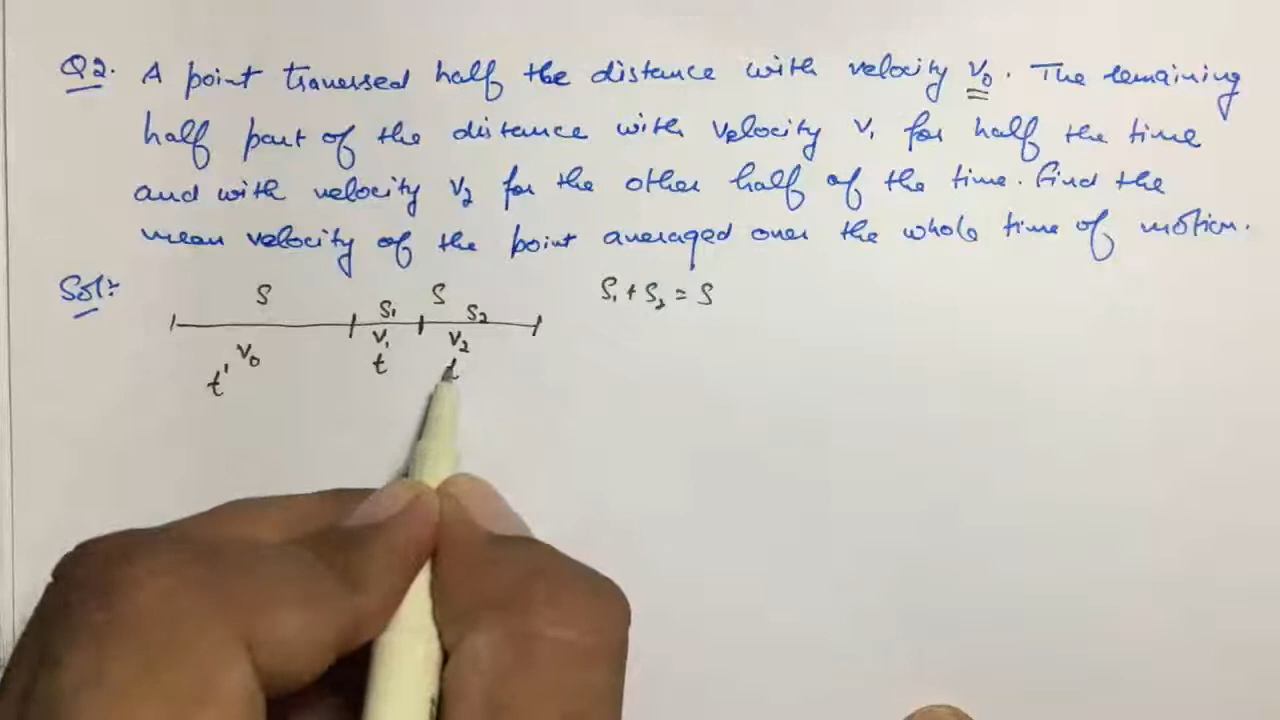 Q2. A point traversed half the distance with velocity v₀. The remaining
half part of the distance with velocity v₁ for half the time
and with velocity v₂ for the other half of the time. find the
mean velocity of the point averaged over the whole time of motion.
Sol:
S S S₁ + S₂ = S
S₁ S₂
v₀ v₁ v₂
t' t t